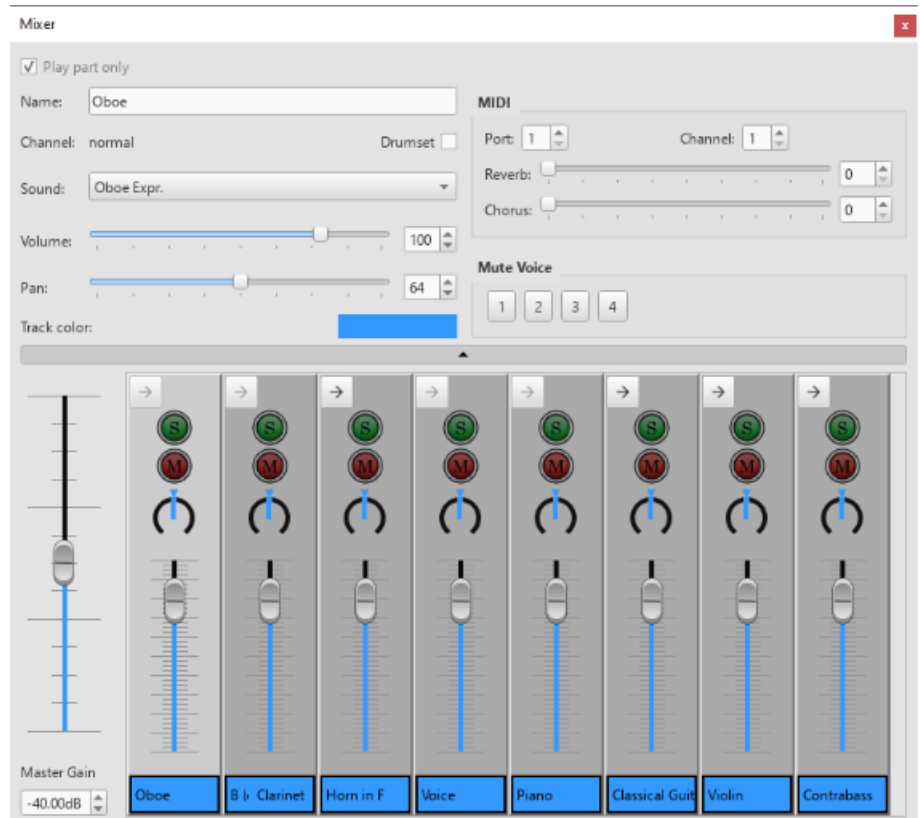 Mixer
x
Play part only
Name: Oboe
Channel: normal Drumset
Sound: Oboe Expr.
Volume: 100
Pan: 64
Track color:
MIDI
Port: 1 Channel: 1
Reverb: 0
Chorus: 0
Mute Voice
1 2 3 4
S S S S S S S S
M M M M M M M M
Master Gain
-40.00dB
Oboe B♭ Clarinet Horn in F Voice Piano Classical Guit Violin Contrabass